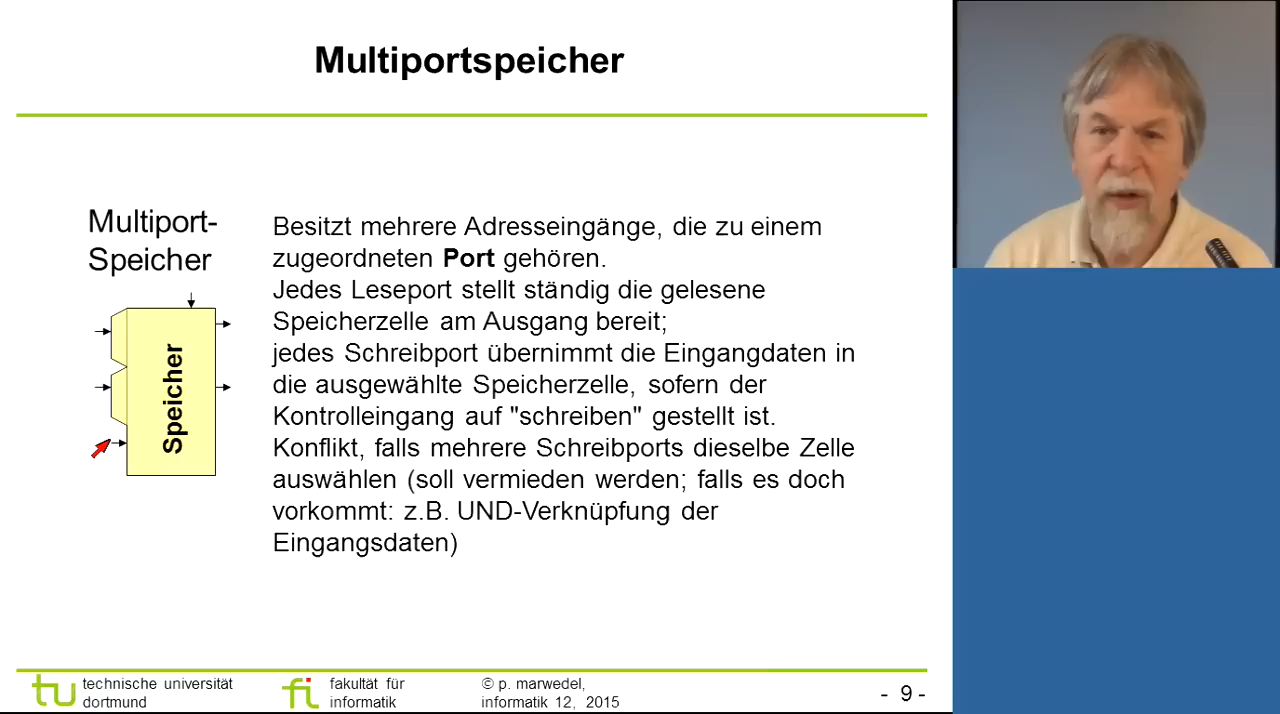 Multiportspeicher
Multiport-
Speicher
Speicher
Besitzt mehrere Adresseingänge, die zu einem
zugeordneten Port gehören.
Jedes Leseport stellt ständig die gelesene
Speicherzelle am Ausgang bereit;
jedes Schreibport übernimmt die Eingangdaten in
die ausgewählte Speicherzelle, sofern der
Kontrolleingang auf "schreiben" gestellt ist.
Konflikt, falls mehrere Schreibports dieselbe Zelle
auswählen (soll vermieden werden; falls es doch
vorkommt: z.B. UND-Verknüpfung der
Eingangsdaten)
tu technische universität
dortmund
fi fakultät für
informatik
© p. marwedel,
informatik 12, 2015
- 9 -